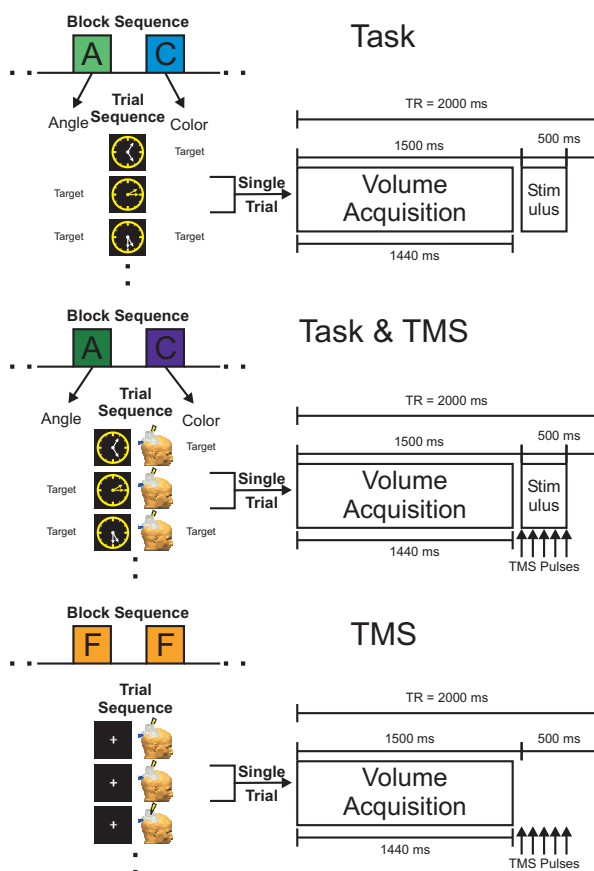 Block Sequence
Task
A
C
Angle
Trial
Sequence
Color
Target
Target
Target
Target
Single
Trial
TR = 2000 ms
1500 ms
500 ms
Volume
Acquisition
Stim
ulus
1440 ms
Block Sequence
Task & TMS
A
C
Angle
Trial
Sequence
Color
Target
Target
Target
Target
Single
Trial
TR = 2000 ms
1500 ms
500 ms
Volume
Acquisition
Stim
ulus
1440 ms
TMS Pulses
Block Sequence
TMS
F
F
Trial
Sequence
Single
Trial
TR = 2000 ms
1500 ms
500 ms
Volume
Acquisition
1440 ms
TMS Pulses